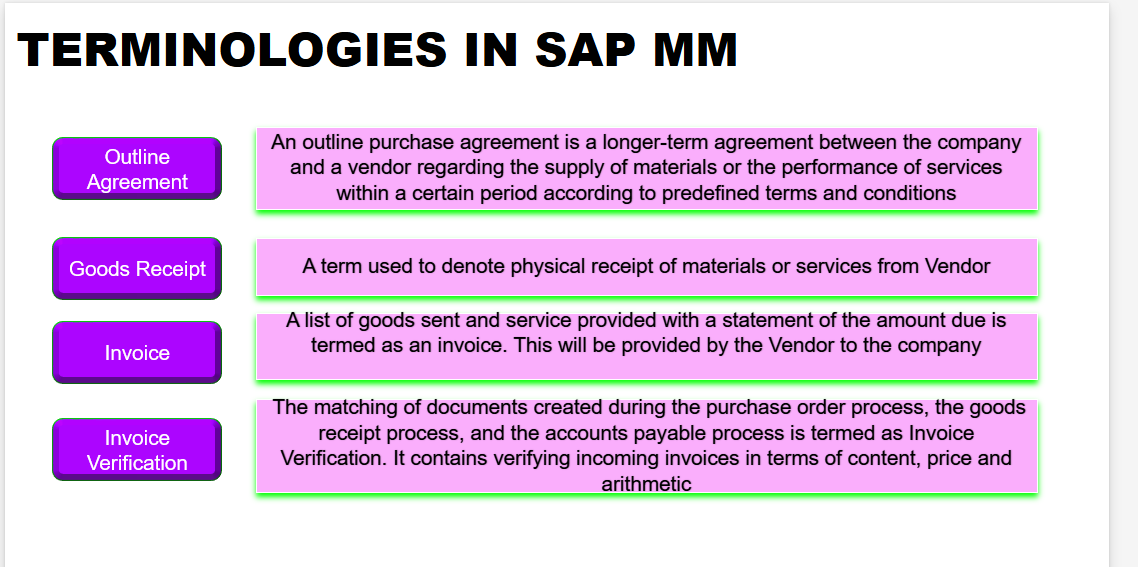 TERMINOLOGIES IN SAP MM
Outline
Agreement
An outline purchase agreement is a longer-term agreement between the company
and a vendor regarding the supply of materials or the performance of services
within a certain period according to predefined terms and conditions
Goods Receipt
A term used to denote physical receipt of materials or services from Vendor
Invoice
A list of goods sent and service provided with a statement of the amount due is
termed as an invoice. This will be provided by the Vendor to the company
Invoice
Verification
The matching of documents created during the purchase order process, the goods
receipt process, and the accounts payable process is termed as Invoice
Verification. It contains verifying incoming invoices in terms of content, price and
arithmetic